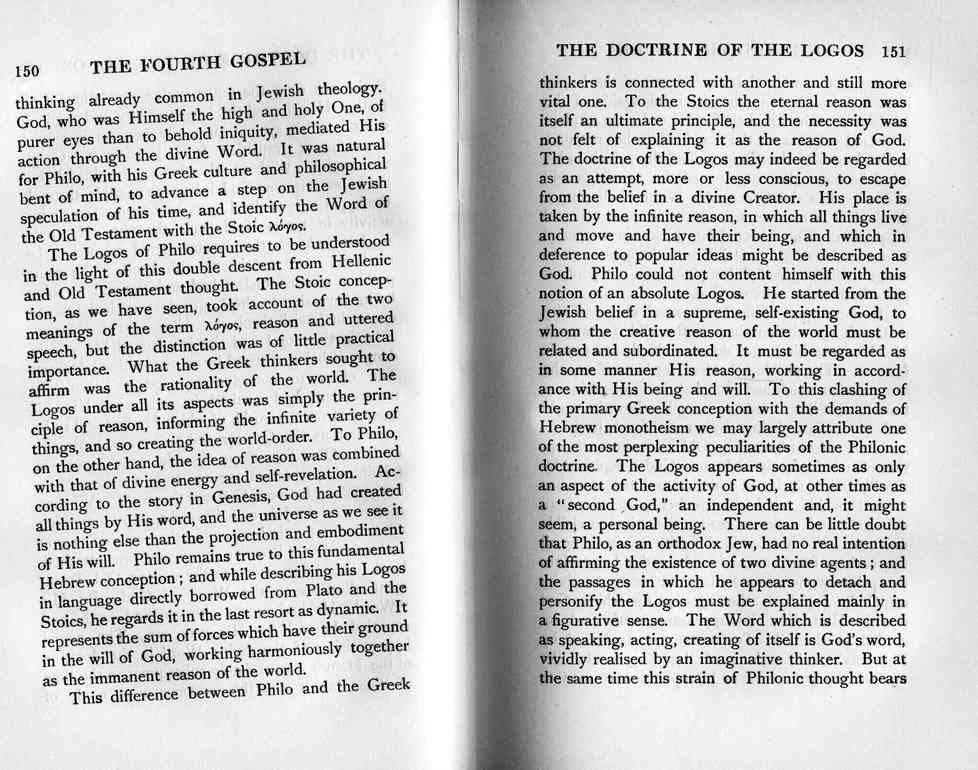 150 THE FOURTH GOSPEL
thinking already common in Jewish theology.
God, who was Himself the high and holy One, of
purer eyes than to behold iniquity, mediated His
action through the divine Word. It was natural
for Philo, with his Greek culture and philosophical
bent of mind, to advance a step on the Jewish
speculation of his time, and identify the Word of
the Old Testament with the Stoic λόγος.
The Logos of Philo requires to be understood
in the light of this double descent from Hellenic
and Old Testament thought. The Stoic concep-
tion, as we have seen, took account of the two
meanings of the term λόγος, reason and uttered
speech, but the distinction was of little practical
importance. What the Greek thinkers sought to
affirm was the rationality of the world. The
Logos under all its aspects was simply the prin-
ciple of reason, informing the infinite variety of
things, and so creating the world-order. To Philo,
on the other hand, the idea of reason was combined
with that of divine energy and self-revelation. Ac-
cording to the story in Genesis, God had created
all things by His word, and the universe as we see it
is nothing else than the projection and embodiment
of His will. Philo remains true to this fundamental
Hebrew conception ; and while describing his Logos
in language directly borrowed from Plato and the
Stoics, he regards it in the last resort as dynamic. It
represents the sum of forces which have their ground
in the will of God, working harmoniously together
as the immanent reason of the world.
This difference between Philo and the Greek
THE DOCTRINE OF THE LOGOS 151
thinkers is connected with another and still more
vital one. To the Stoics the eternal reason was
itself an ultimate principle, and the necessity was
not felt of explaining it as the reason of God.
The doctrine of the Logos may indeed be regarded
as an attempt, more or less conscious, to escape
from the belief in a divine Creator. His place is
taken by the infinite reason, in which all things live
and move and have their being, and which in
deference to popular ideas might be described as
God. Philo could not content himself with this
notion of an absolute Logos. He started from the
Jewish belief in a supreme, self-existing God, to
whom the creative reason of the world must be
related and subordinated. It must be regarded as
in some manner His reason, working in accord-
ance with His being and will. To this clashing of
the primary Greek conception with the demands of
Hebrew monotheism we may largely attribute one
of the most perplexing peculiarities of the Philonic
doctrine. The Logos appears sometimes as only
an aspect of the activity of God, at other times as
a "second God," an independent and, it might
seem, a personal being. There can be little doubt
that Philo, as an orthodox Jew, had no real intention
of affirming the existence of two divine agents ; and
the passages in which he appears to detach and
personify the Logos must be explained mainly in
a figurative sense. The Word which is described
as speaking, acting, creating of itself is God's word,
vividly realised by an imaginative thinker. But at
the same time this strain of Philonic thought bears